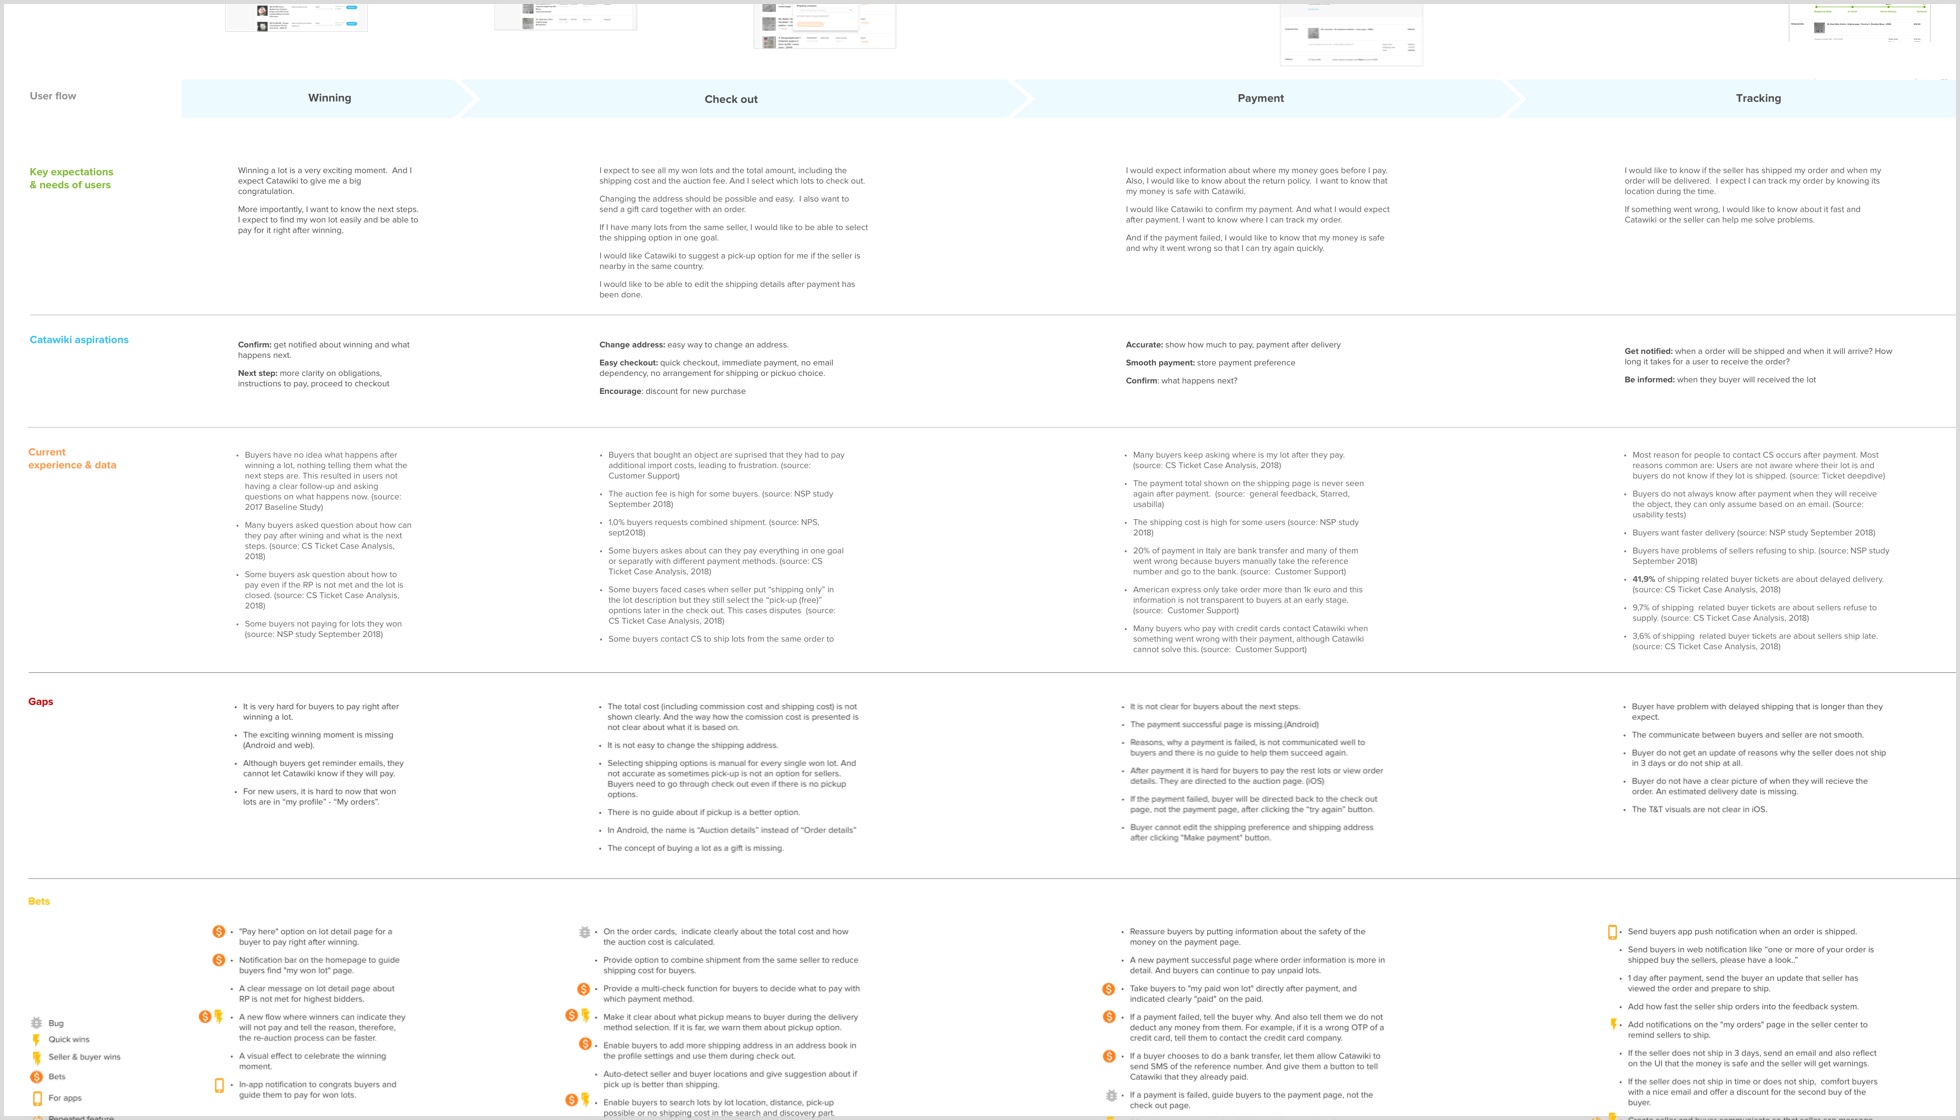 User flow
Winning
Check out
Payment
Tracking
Key expectations
& needs of users
Winning a lot is a very exciting moment.  And I
expect Catawiki to give me a big
congratulation.
More importantly, I want to know the next steps.
I expect to find my won lot easily and be able to
pay for it right after winning.
I expect to see all my won lots and the total amount, including the
shipping cost and the auction fee. And I select which lots to check out.
Changing the address should be possible and easy.  I also want to
send a gift card together with an order.
If I have many lots from the same seller, I would like to be able to select
the shipping option in one goal.
I would like Catawiki to suggest a pick-up option for me if the seller is
nearby in the same country.
I would like to be able to edit the shipping details after payment has
been done.
I would expect information about where my money goes before I pay.
Also, I would like to know about the return policy.  I want to know that
my money is safe with Catawiki.
I would like Catawiki to confirm my payment. And what I would expect
after payment. I want to know where I can track my order.
And if the payment failed, I would like to know that my money is safe
and why it went wrong so that I can try again quickly.
I would like to know if the seller has shipped my order and when my
order will be delivered.  I expect I can track my order by knowing its
location during the time.
If something went wrong, I would like to know about it fast and
Catawiki or the seller can help me solve problems.
Catawiki aspirations
Confirm: get notified about winning and what
happens next.
Next step: more clarity on obligations,
instructions to pay, proceed to checkout
Change address: easy way to change an address.
Easy checkout: quick checkout, immediate payment, no email
dependency, no arrangement for shipping or pickuo choice.
Encourage: discount for new purchase
Accurate: show how much to pay, payment after delivery
Smooth payment: store payment preference
Confirm: what happens next?
Get notified: when a order will be shipped and when it will arrive? How
long it takes for a user to receive the order?
Be informed: when they buyer will received the lot
Current
experience & data
• Buyers have no idea what happens after
winning a lot, nothing telling them what the
next steps are. This resulted in users not
having a clear follow-up and asking
questions on what happens now. (source:
2017 Baseline Study)
• Many buyers asked question about how can
they pay after wining and what is the next
steps. (source: CS Ticket Case Analysis,
2018)
• Some buyers ask question about how to
pay even if the RP is not met and the lot is
closed. (source: CS Ticket Case Analysis,
2018)
• Some buyers not paying for lots they won
(source: NSP study September 2018)
• Buyers that bought an object are suprised that they had to pay
additional import costs, leading to frustration. (source:
Customer Support)
• The auction fee is high for some buyers. (source: NSP study
September 2018)
• 1,0% buyers requests combined shipment. (source: NPS,
sept2018)
• Some buyers askes about can they pay everything in one goal
or separatly with different payment methods. (source: CS
Ticket Case Analysis, 2018)
• Some buyers faced cases when seller put “shipping only” in
the lot description but they still select the “pick-up (free)”
opntions later in the check out. This cases disputes  (source:
CS Ticket Case Analysis, 2018)
• Some buyers contact CS to ship lots from the same order to
• Many buyers keep asking where is my lot after they pay.
(source: CS Ticket Case Analysis, 2018)
• The payment total shown on the shipping page is never seen
again after payment.  (source:  general feedback, Starred,
usabilla)
• The shipping cost is high for some users (source: NSP study
2018)
• 20% of payment in Italy are bank transfer and many of them
went wrong because buyers manually take the reference
number and go to the bank. (source:  Customer Support)
• American express only take order more than 1k euro and this
information is not transparent to buyers at an early stage.
(source:  Customer Support)
• Many buyers who pay with credit cards contact Catawiki when
something went wrong with their payment, although Catawiki
cannot solve this. (source:  Customer Support)
• Most reason for people to contact CS occurs after payment. Most
reasons common are: Users are not aware where their lot is and
buyers do not know if they lot is shipped. (source: Ticket deepdive)
• Buyers do not always know after payment when they will receive
the object, they can only assume based on an email. (Source:
usability tests)
• Buyers want faster delivery (source: NSP study September 2018)
• Buyers have problems of sellers refusing to ship. (source: NSP study
September 2018)
• 41,9% of shipping related buyer tickets are about delayed delivery.
(source: CS Ticket Case Analysis, 2018)
• 9,7% of shipping  related buyer tickets are about sellers refuse to
supply. (source: CS Ticket Case Analysis, 2018)
• 3,6% of shipping  related buyer tickets are about sellers ship late.
(source: CS Ticket Case Analysis, 2018)
Gaps
• It is very hard for buyers to pay right after
winning a lot.
• The exciting winning moment is missing
(Android and web).
• Although buyers get reminder emails, they
cannot let Catawiki know if they will pay.
• For new users, it is hard to now that won
lots are in “my profile” - “My orders”.
• The total cost (including commission cost and shipping cost) is not
shown clearly. And the way how the comission cost is presented is
not clear about what it is based on.
• It is not easy to change the shipping address.
• Selecting shipping options is manual for every single won lot. And
not accurate as sometimes pick-up is not an option for sellers.
Buyers need to go through check out even if there is no pickup
options.
• There is no guide about if pickup is a better option.
• In Android, the name is “Auction details” instead of “Order details”
• The concept of buying a lot as a gift is missing.
• It is not clear for buyers about the next steps.
• The payment successful page is missing.(Android)
• Reasons, why a payment is failed, is not communicated well to
buyers and there is no guide to help them succeed again.
• After payment it is hard for buyers to pay the rest lots or view order
details. They are directed to the auction page. (iOS)
• If the payment failed, buyer will be directed back to the check out
page, not the payment page, after clicking the “try again” button.
• Buyer cannot edit the shipping preference and shipping address
after clicking "Make payment" button.
• Buyer have problem with delayed shipping that is longer than they
expect.
• The communicate between buyers and seller are not smooth.
• Buyer do not get an update of reasons why the seller does not ship
in 3 days or do not ship at all.
• Buyer do not have a clear picture of when they will recieve the
order. An estimated delivery date is missing.
• The T&T visuals are not clear in iOS.
Bets
• "Pay here" option on lot detail page for a
buyer to pay right after winning.
• Notification bar on the homepage to guide
buyers find "my won lot" page.
• A clear message on lot detail page about
RP is not met for highest bidders.
• A new flow where winners can indicate they
will not pay and tell the reason, therefore,
the re-auction process can be faster.
• A visual effect to celebrate the winning
moment.
• In-app notification to congrats buyers and
guide them to pay for won lots.
• On the order cards,  indicate clearly about the total cost and how
the auction cost is calculated.
• Provide option to combine shipment from the same seller to reduce
shipping cost for buyers.
• Provide a multi-check function for buyers to decide what to pay with
which payment method.
• Make it clear about what pickup means to buyer during the delivery
method selection. If it is far, we warn them about pickup option.
• Enable buyers to add more shipping address in an address book in
the profile settings and use them during check out.
• Auto-detect seller and buyer locations and give suggestion about if
pick up is better than shipping.
• Enable buyers to search lots by lot location, distance, pick-up
possible or no shipping cost in the search and discovery part.
• Reassure buyers by putting information about the safety of the
money on the payment page.
• A new payment successful page where order information is more in
detail. And buyers can continue to pay unpaid lots.
• Take buyers to "my paid won lot" directly after payment, and
indicated clearly "paid" on the paid.
• If a payment failed, tell the buyer why. And also tell them we do not
deduct any money from them. For example, if it is a wrong OTP of a
credit card, tell them to contact the credit card company.
• If a buyer chooses to do a bank transfer, let them allow Catawiki to
send SMS of the reference number. And give them a button to tell
Catawiki that they already paid.
• If a payment is failed, guide buyers to the payment page, not the
check out page.
• Send buyers app push notification when an order is shipped.
• Send buyers in web notification like “one or more of your order is
shipped buy the sellers, please have a look..”
• 1 day after payment, send the buyer an update that seller has
viewed the order and prepare to ship.
• Add how fast the seller ship orders into the feedback system.
• Add notifications on the "my orders" page in the seller center to
remind sellers to ship.
• If the seller does not ship in 3 days, send an email and also reflect
on the UI that the money is safe and the seller will get warnings.
• If the seller does not ship in time or does not ship,  comfort buyers
with a nice email and offer a discount for the second buy of the
buyer.
Bug
Quick wins
Seller & buyer wins
Bets
For apps
Repeated feature